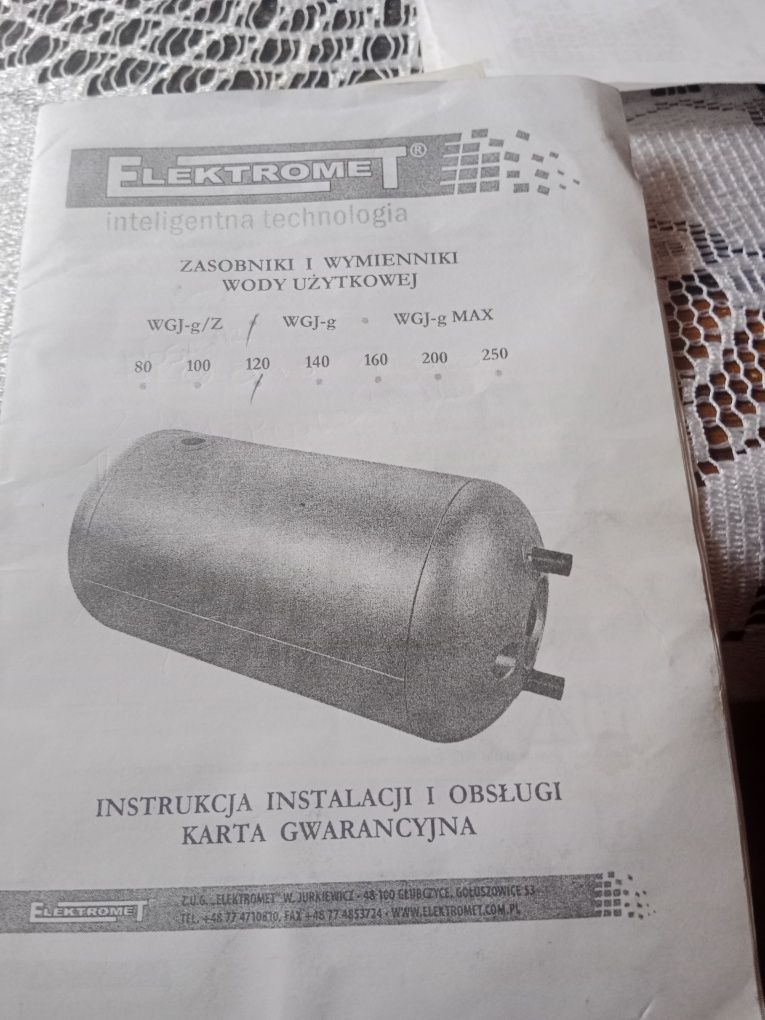 ELEKTROMET®
inteligentna technologia
ZASOBNIKI I WYMIENNIKI
WODY UŻYTKOWEJ
WGJ-g/Z / WGJ-g • WGJ-g MAX
80 100 120 140 160 200 250
INSTRUKCJA INSTALACJI I OBSŁUGI
KARTA GWARANCYJNA
ELEKTROMET
Z.U.G. „ELEKTROMET" W. JURKIEWICZ • 48-100 GŁUBCZYCE, GOŁUSZOWICE 53
TEL. +48 77 4710810, FAX +48 77 4853724 • WWW.ELEKTROMET.COM.PL